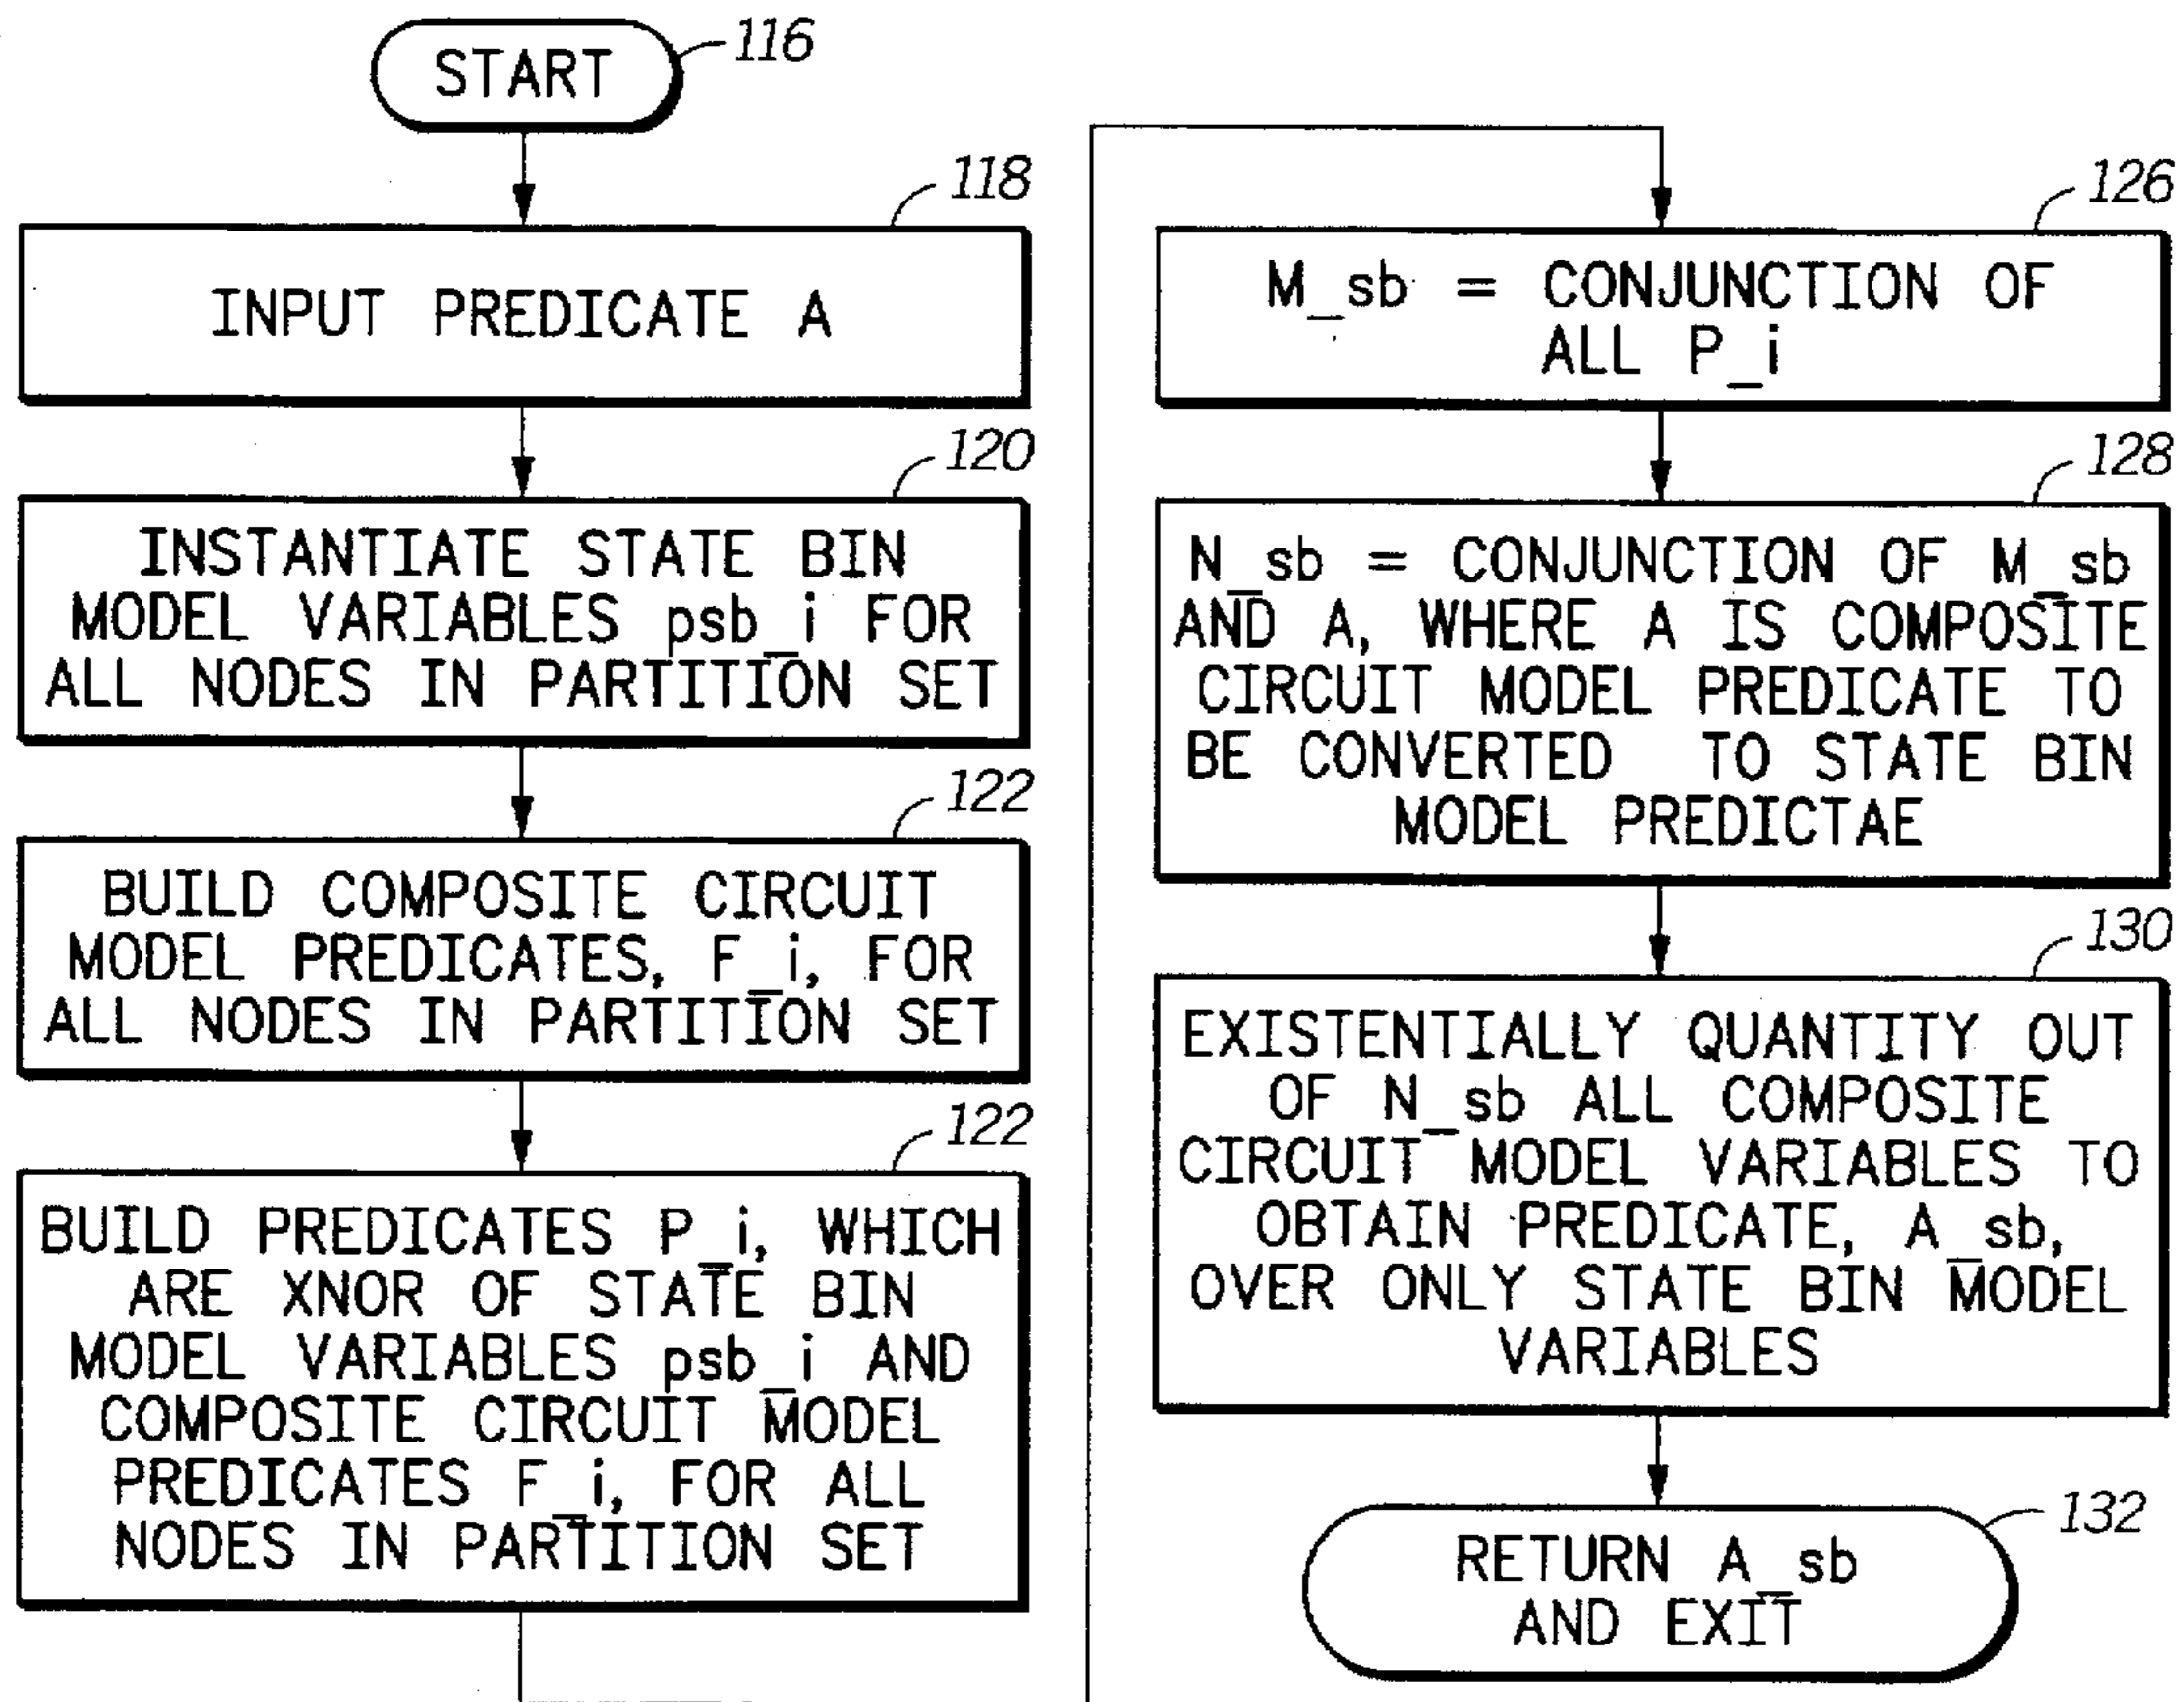 START
116
118
INPUT PREDICATE A
120
INSTANTIATE STATE BIN
MODEL VARIABLES psb_i FOR
ALL NODES IN PARTITION SET
122
BUILD COMPOSITE CIRCUIT
MODEL PREDICATES, F_i, FOR
ALL NODES IN PARTITION SET
122
BUILD PREDICATES P_i, WHICH
ARE XNOR OF STATE BIN
MODEL VARIABLES psb_i AND
COMPOSITE CIRCUIT MODEL
PREDICATES F_i, FOR ALL
NODES IN PARTITION SET
126
M_sb = CONJUNCTION OF
ALL P_i
128
N_sb = CONJUNCTION OF M_sb
AND A, WHERE A IS COMPOSITE
CIRCUIT MODEL PREDICATE TO
BE CONVERTED TO STATE BIN
MODEL PREDICTAE
130
EXISTENTIALLY QUANTITY OUT
OF N_sb ALL COMPOSITE
CIRCUIT MODEL VARIABLES TO
OBTAIN PREDICATE, A_sb,
OVER ONLY STATE BIN MODEL
VARIABLES
132
RETURN A_sb
AND EXIT